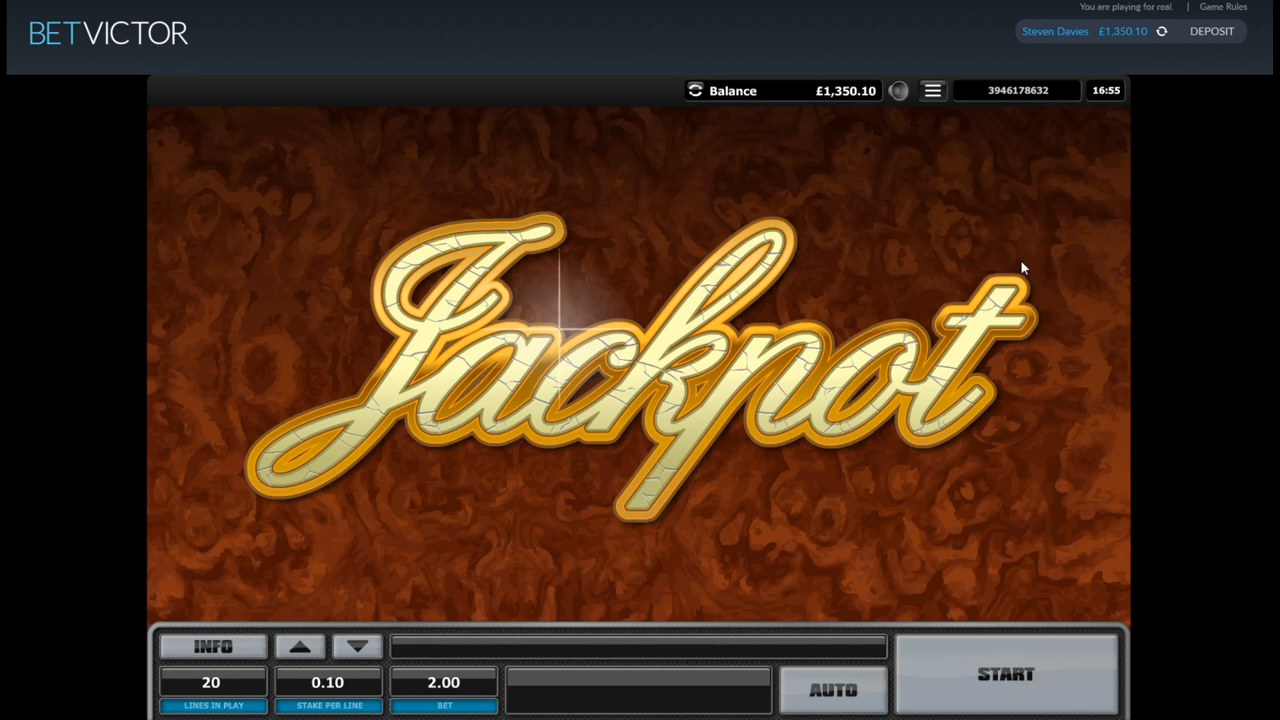 You are playing for real. | Game Rules
BETVICTOR
Steven Davies £1,350.10 DEPOSIT
Balance £1,350.10 3946178632 16:55
Jackpot
INFO
START
20 0.10 2.00
AUTO
LINES IN PLAY STAKE PER LINE BET